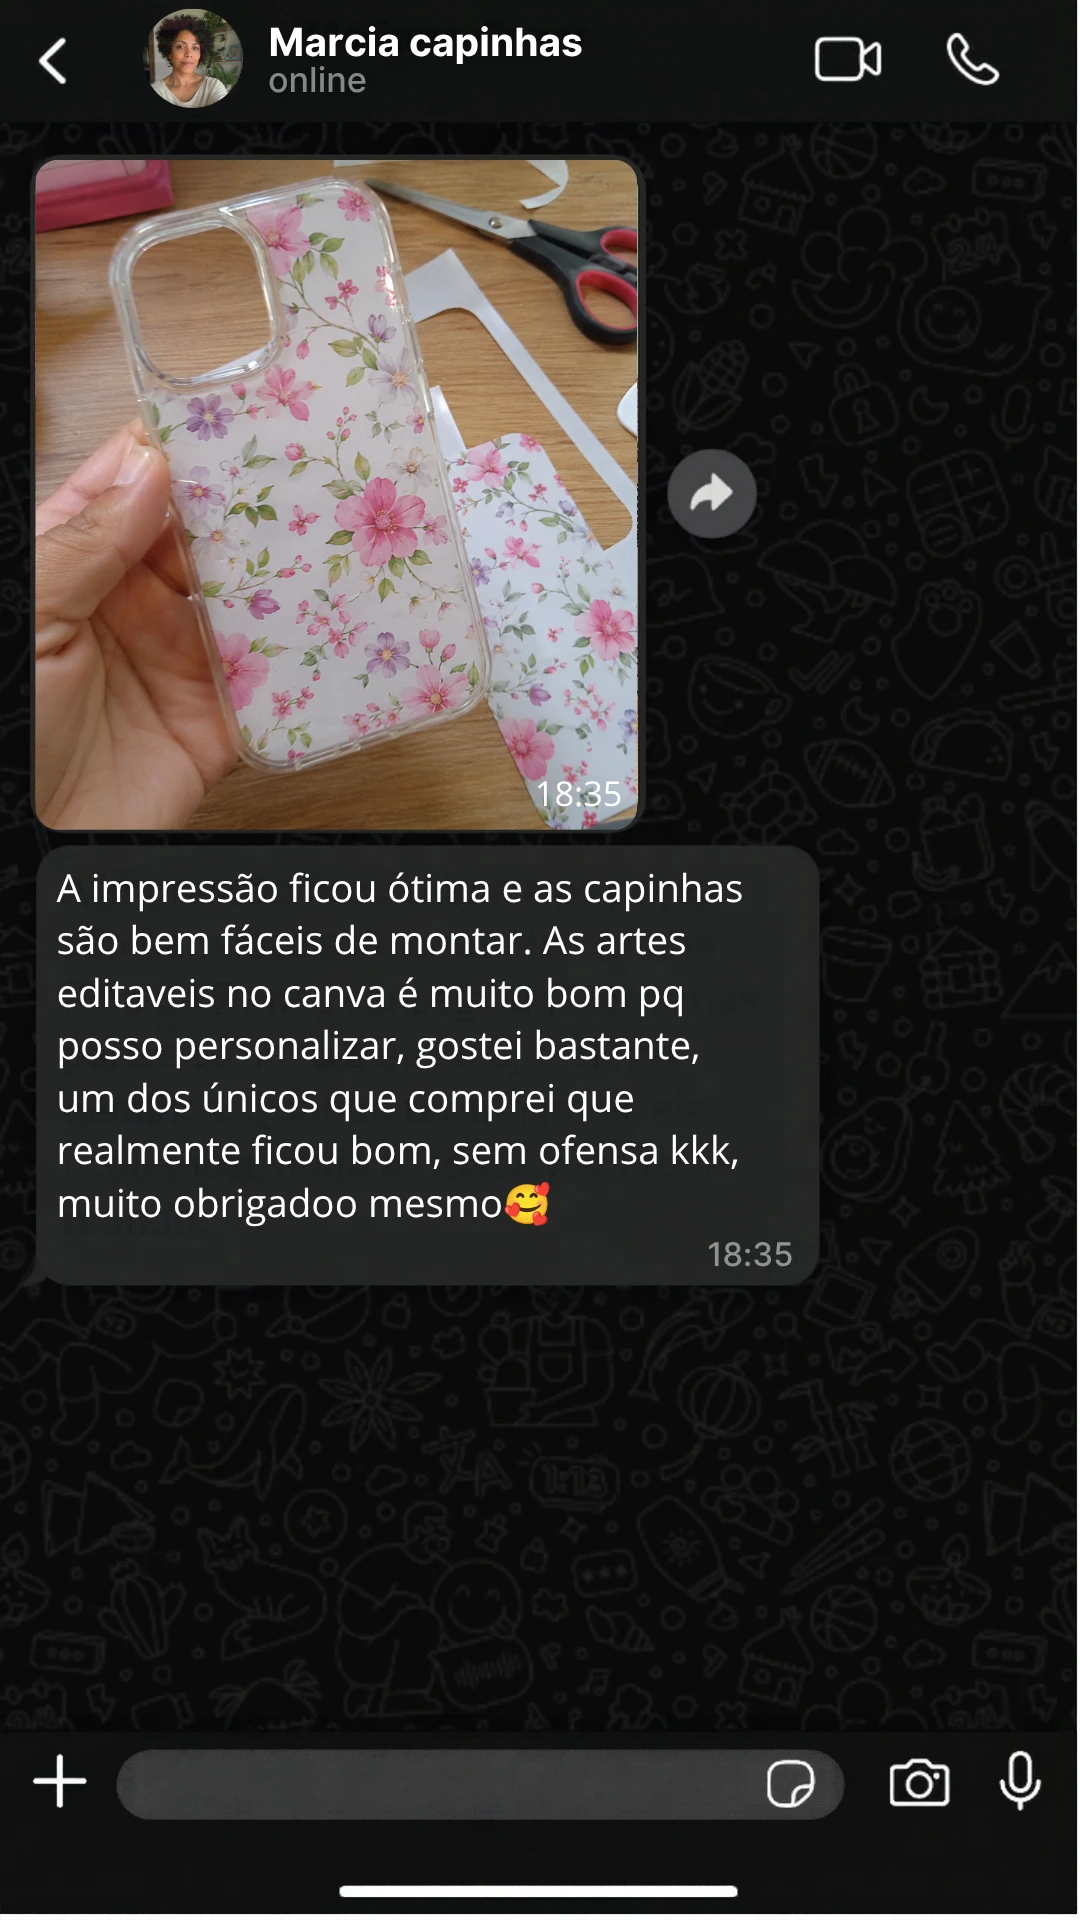 Marcia capinhas
online
18:35
A impressão ficou ótima e as capinhas
são bem fáceis de montar. As artes
editaveis no canva é muito bom pq
posso personalizar, gostei bastante,
um dos únicos que comprei que
realmente ficou bom, sem ofensa kkk,
muito obrigadoo mesmo🥰
18:35